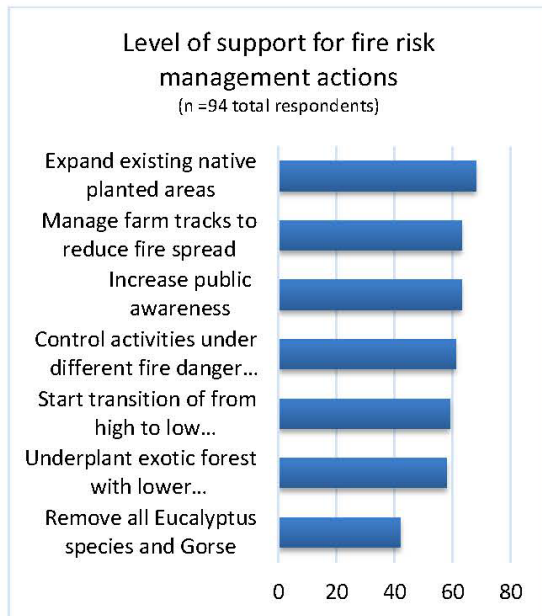 Level of support for fire risk
management actions
(n =94 total respondents)
Expand existing native
planted areas
Manage farm tracks to
reduce fire spread
Increase public
awareness
Control activities under
different fire danger...
Start transition of from
high to low...
Underplant exotic forest
with lower...
Remove all Eucalyptus
species and Gorse
0 20 40 60 80